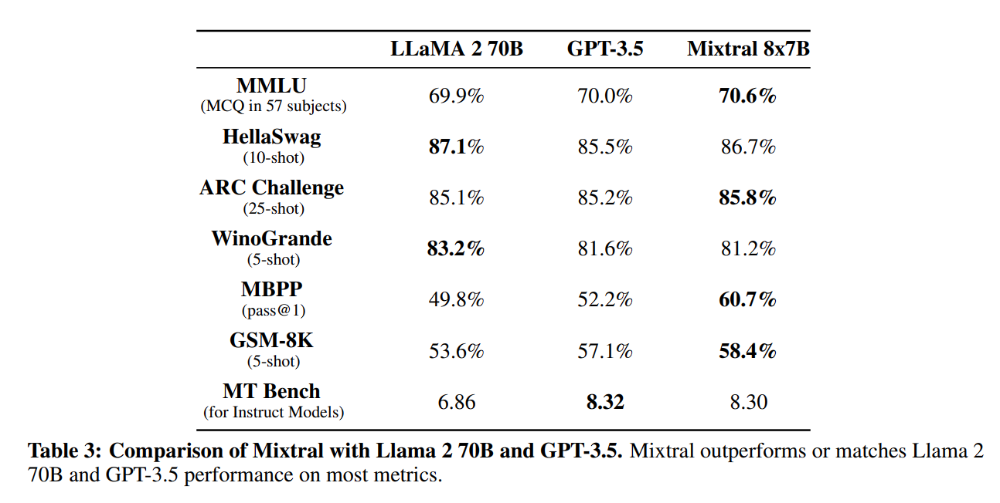 LLaMA 2 70B GPT-3.5 Mixtral 8x7B
MMLU
(MCQ in 57 subjects) 69.9% 70.0% 70.6%
HellaSwag
(10-shot) 87.1% 85.5% 86.7%
ARC Challenge
(25-shot) 85.1% 85.2% 85.8%
WinoGrande
(5-shot) 83.2% 81.6% 81.2%
MBPP
(pass@1) 49.8% 52.2% 60.7%
GSM-8K
(5-shot) 53.6% 57.1% 58.4%
MT Bench
(for Instruct Models) 6.86 8.32 8.30
Table 3: Comparison of Mixtral with Llama 2 70B and GPT-3.5. Mixtral outperforms or matches Llama 2
70B and GPT-3.5 performance on most metrics.